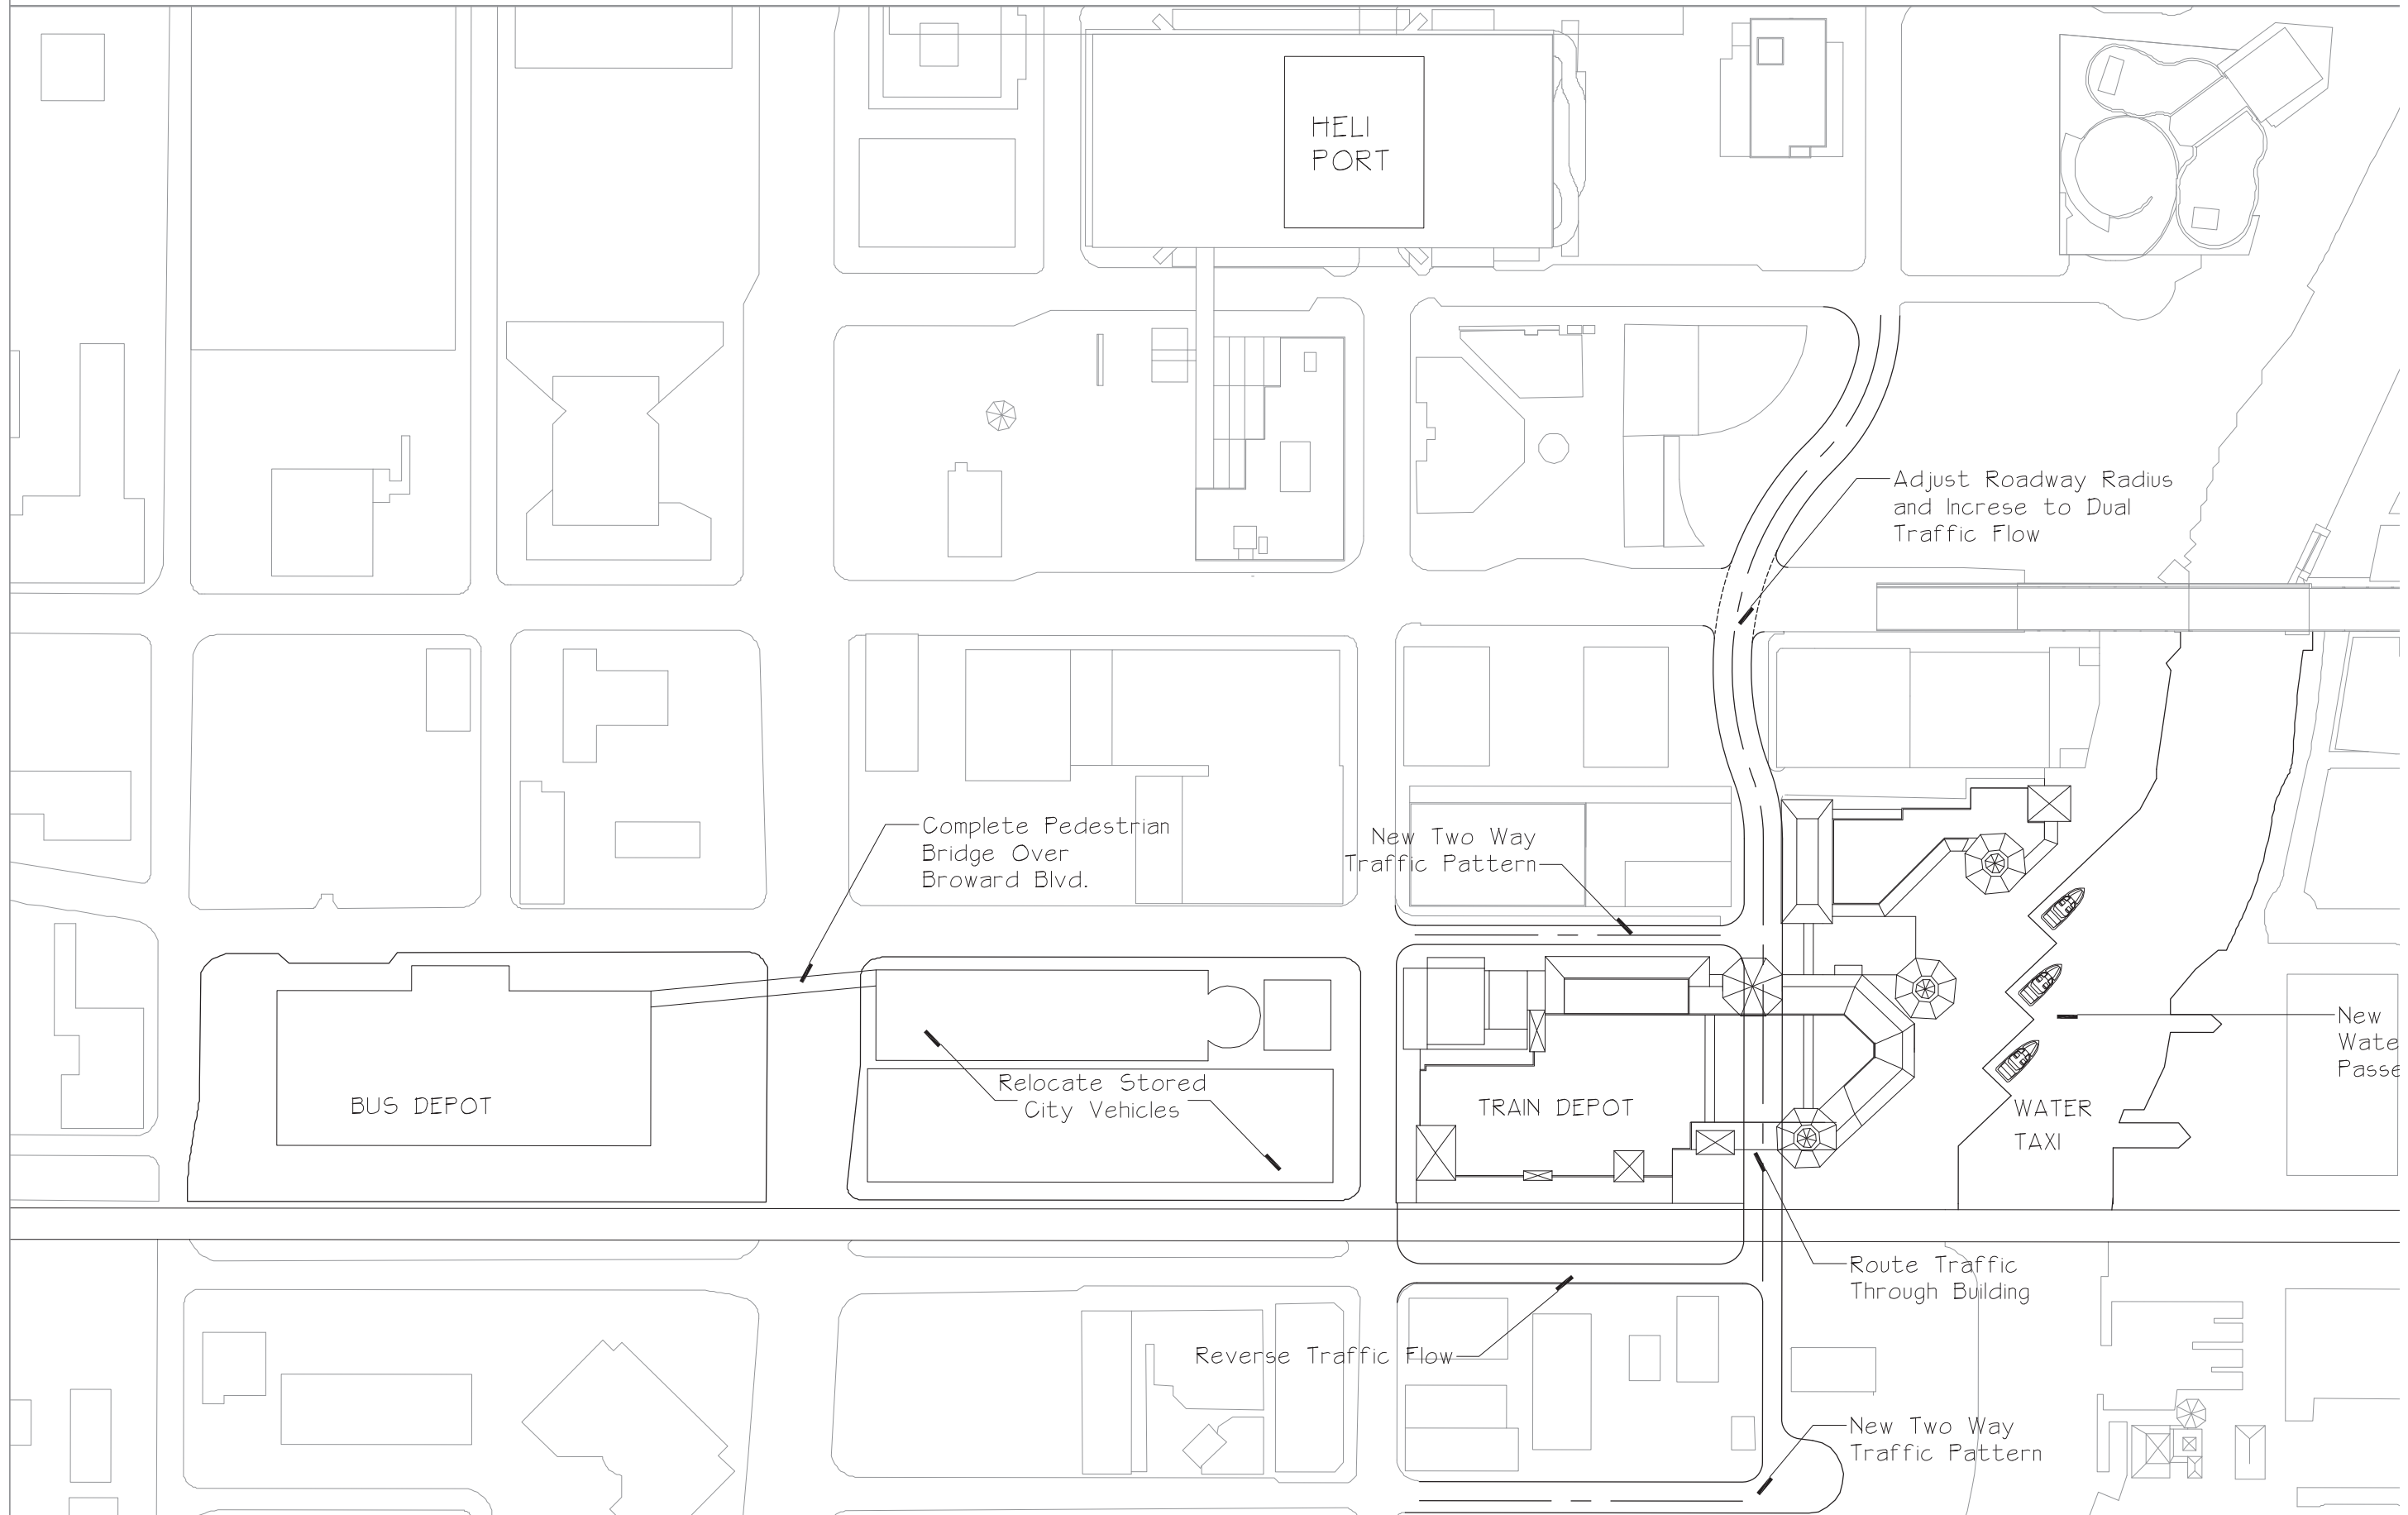 HELI
PORT
Adjust Roadway Radius
and Increse to Dual
Traffic Flow
Complete Pedestrian
Bridge Over
Broward Blvd.
New Two Way
Traffic Pattern
New
Wate
Passe
Relocate Stored
City Vehicles
BUS DEPOT
TRAIN DEPOT
WATER
TAXI
Route Traffic
Through Building
Reverse Traffic Flow
New Two Way
Traffic Pattern